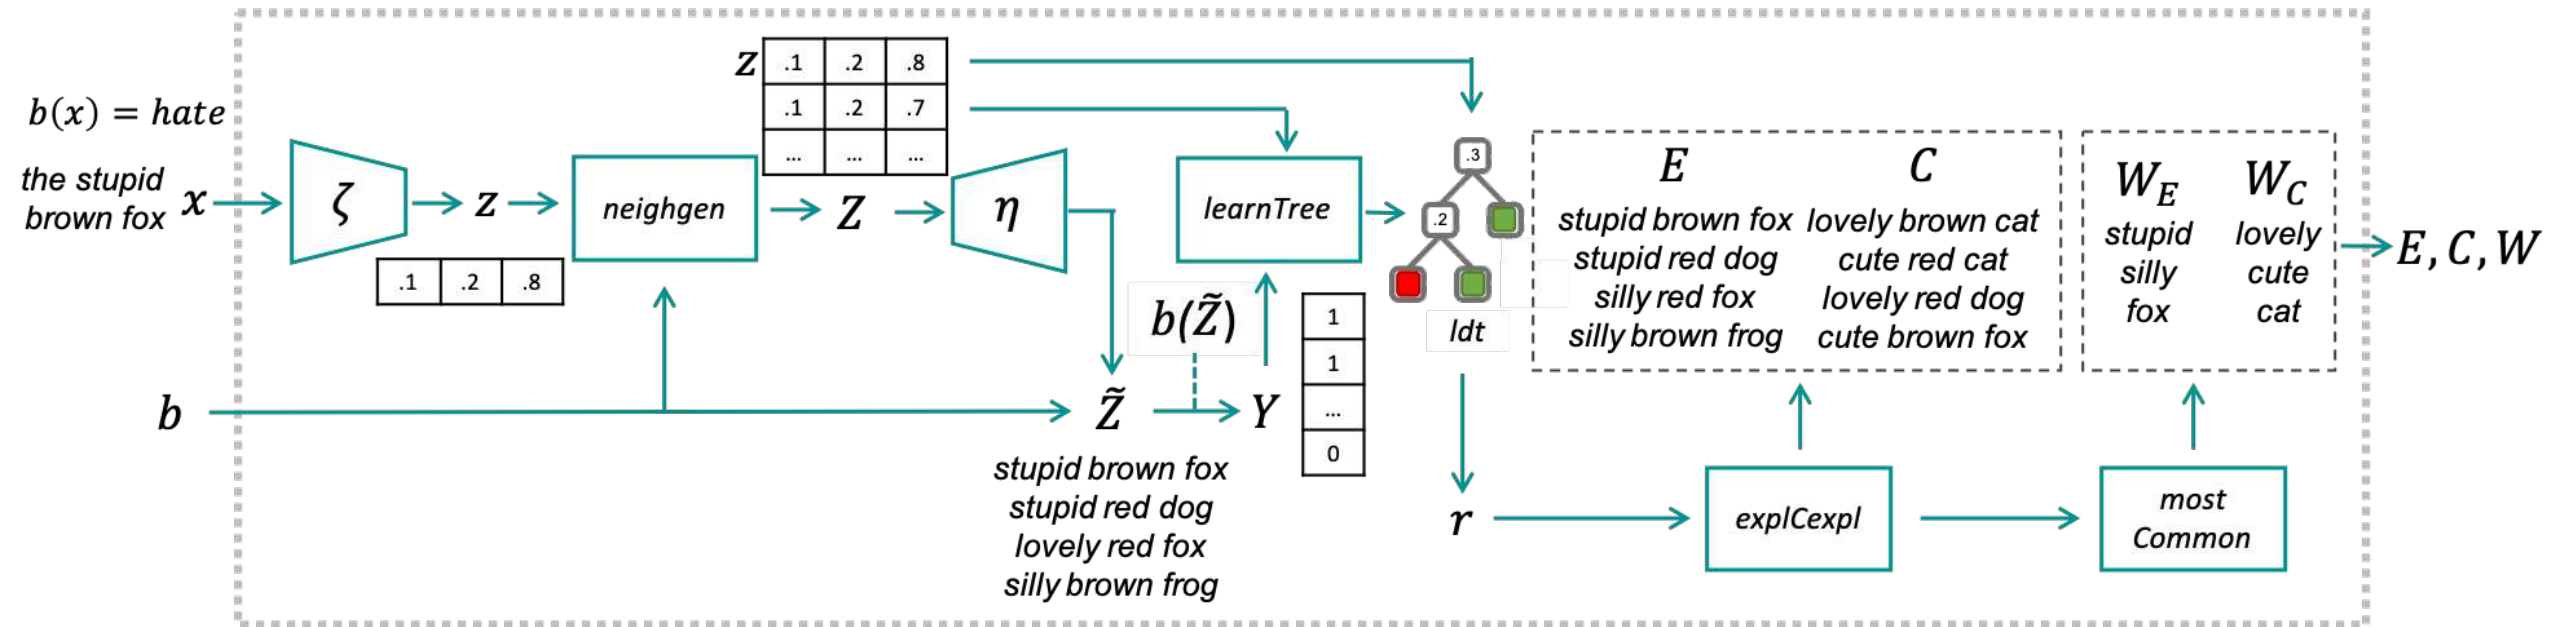 b(x) = hate
the stupid
brown fox
x
ζ
z
.1 .2 .8
neighgen
z
.1 .2 .8
.1 .2 .7
... ... ...
Z
η
b
Z̃
stupid brown fox
stupid red dog
lovely red fox
silly brown frog
b(Z̃)
Y
1
1
...
0
learnTree
.3
.2
ldt
r
E
stupid brown fox
stupid red dog
silly red fox
silly brown frog
C
lovely brown cat
cute red cat
lovely red dog
cute brown fox
explCexpl
W_E
stupid
silly
fox
W_C
lovely
cute
cat
most
Common
E, C, W